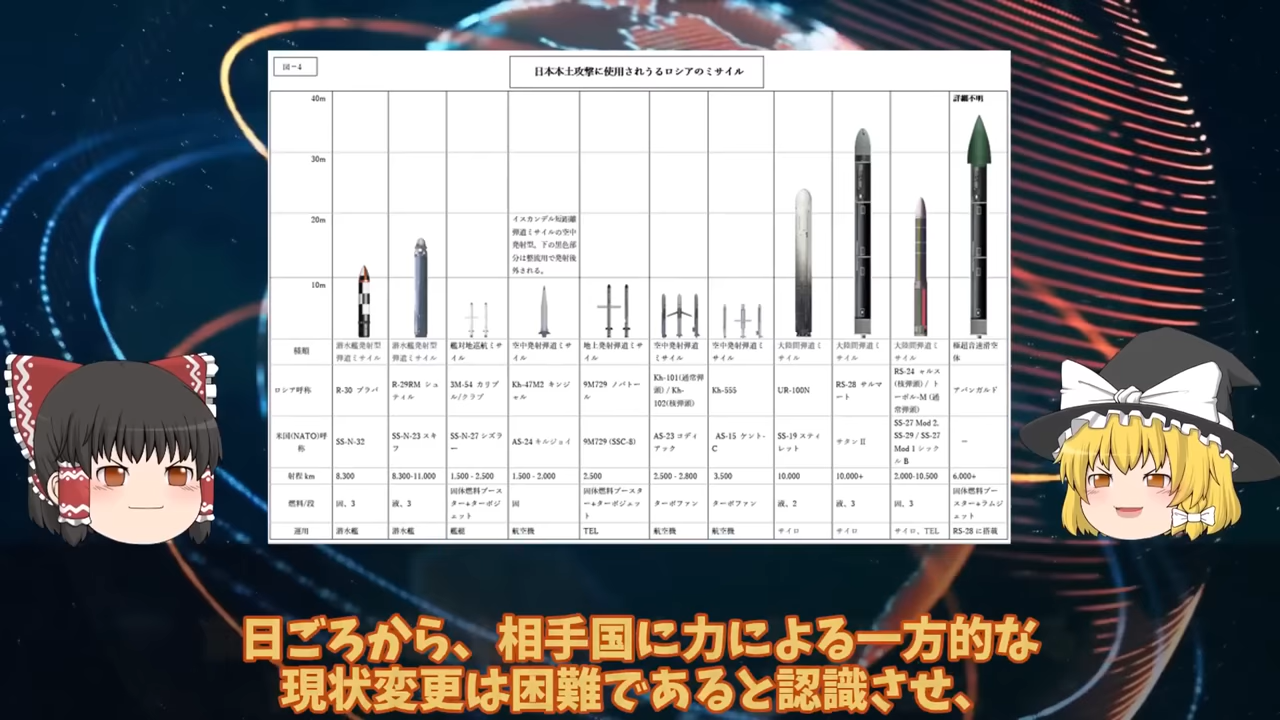 図－4
日本本土攻撃に使用されうるロシアのミサイル
40m
詳細不明
30m
20m
イスカンデル短距離
弾道ミサイルの空中
発射型。下の黒色部
分は整流用で発射後
外される。
10m
種類
潜水艦発射型
弾道ミサイル
潜水艦発射型
弾道ミサイル
艦対地巡航ミサ
イル
空中発射弾道ミサ
イル
地上発射弾道ミサ
イル
空中発射弾道
ミサイル
空中発射弾道ミ
サイル
大陸間弾道ミ
サイル
大陸間弾道ミ
サイル
大陸間弾道ミ
サイル
極超音速滑空
体
ロシア呼称
R-30 ブラバ
R-29RM シュ
ティル
3M-54 カリブ
ル/クラブ
Kh-47M2 キンジ
ャル
9M729 ノバトー
ル
Kh-101(通常弾
頭) / Kh-
102(核弾頭)
Kh-555
UR-100N
RS-28 サルマ
ート
RS-24 ヤルス
(核弾頭) / ト
ーポル-M (通
常弾頭)
アバンガルド
米国(NATO)呼
称
SS-N-32
SS-N-23 スキ
フ
SS-N-27 シズラ
ー
AS-24 キルジョイ
9M729 (SSC-8)
AS-23 コディ
アック
AS-15 ケント-
C
SS-19 スティ
レット
サタン II
SS-27 Mod 2,
SS-29 / SS-27
Mod 1 シック
ル B
－
射程 km
8,300
8,300-11,000
1,500 - 2,500
1,500 - 2,000
2,500
2,500 - 2,800
3,500
10,000
10,000+
2,000-10,500
6,000+
燃料/段
固、3
液、3
固体燃料ブース
ター+ターボジ
ェット
固
固体燃料ブースタ
ー+ターボジェッ
ト
ターボファン
ターボファン
液、2
液、3
固、3
固体燃料ブー
スター+ラムジ
ェット
運用
潜水艦
潜水艦
艦艇
航空機
TEL
航空機
航空機
サイロ
サイロ
サイロ、TEL
RS-28 に搭載
日ごろから、相手国に力による一方的な
現状変更は困難であると認識させ、